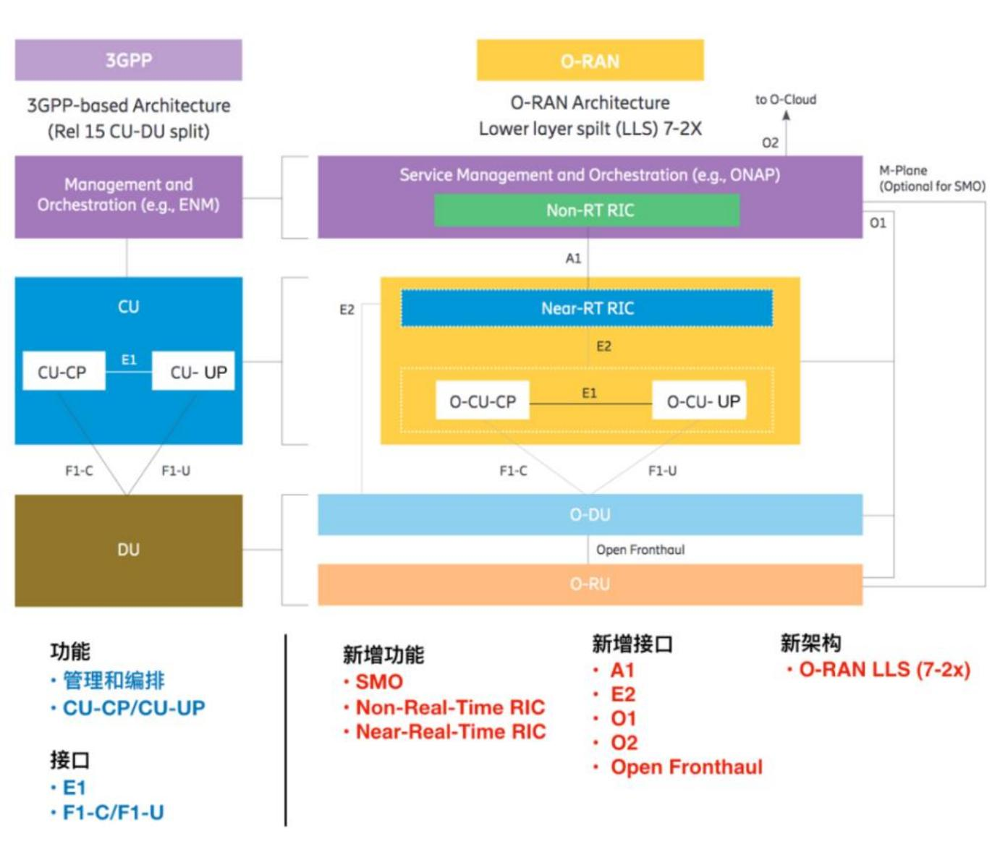 3GPP
3GPP-based Architecture
(Rel 15 CU-DU split)
Management and
Orchestration (e.g., ENM)
CU
CU-CP
E1
CU- UP
F1-C
F1-U
DU
O-RAN
O-RAN Architecture
Lower layer spilt (LLS) 7-2X
to O-Cloud
O2
Service Management and Orchestration (e.g., ONAP)
Non-RT RIC
M-Plane
(Optional for SMO)
O1
A1
E2
Near-RT RIC
E2
O-CU-CP
E1
O-CU- UP
F1-C
F1-U
O-DU
Open Fronthaul
O-RU
功能
· 管理和编排
· CU-CP/CU-UP
接口
· E1
· F1-C/F1-U
新增功能
· SMO
· Non-Real-Time RIC
· Near-Real-Time RIC
新增接口
· A1
· E2
· O1
· O2
· Open Fronthaul
新架构
· O-RAN LLS (7-2x)